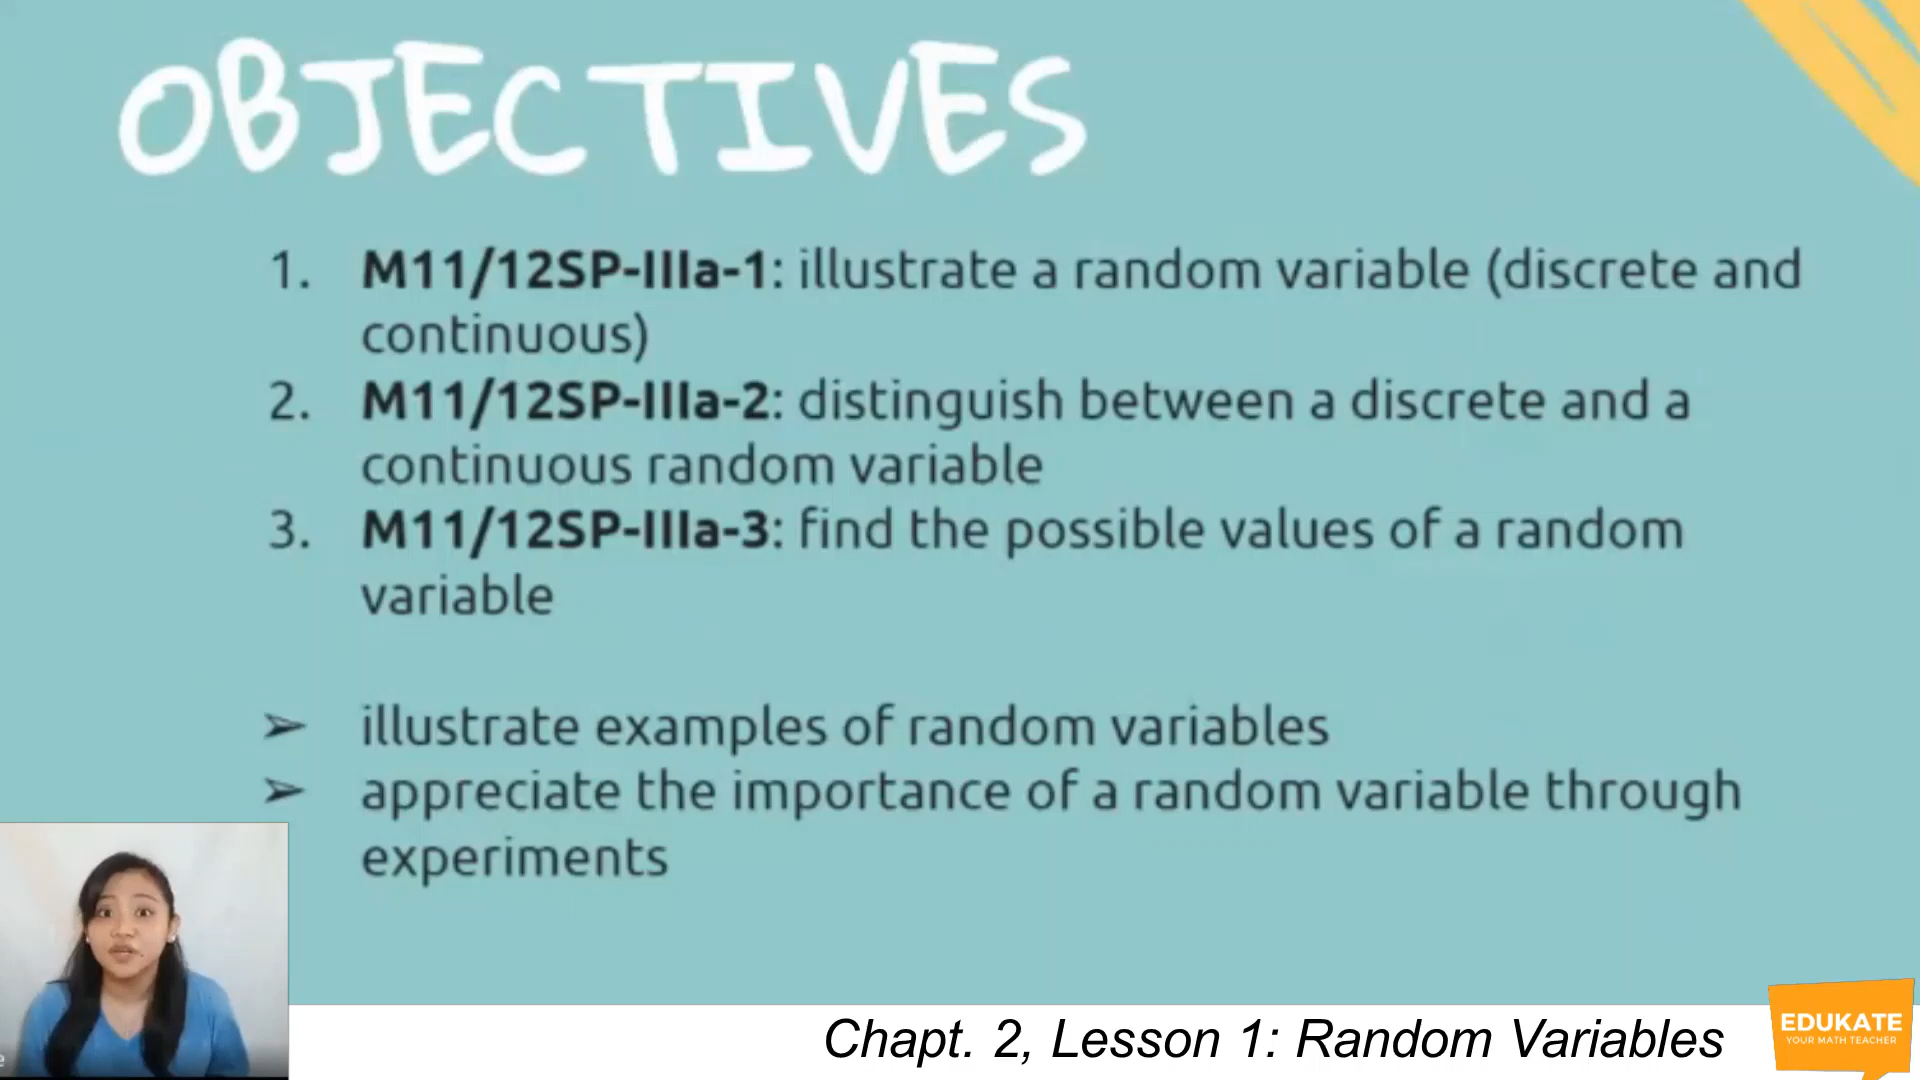 OBJECTIVES
1. M11/12SP-IIIa-1: illustrate a random variable (discrete and
continuous)
2. M11/12SP-IIIa-2: distinguish between a discrete and a
continuous random variable
3. M11/12SP-IIIa-3: find the possible values of a random
variable
➢ illustrate examples of random variables
➢ appreciate the importance of a random variable through
experiments
Chapt. 2, Lesson 1: Random Variables
EDUKATE
YOUR MATH TEACHER